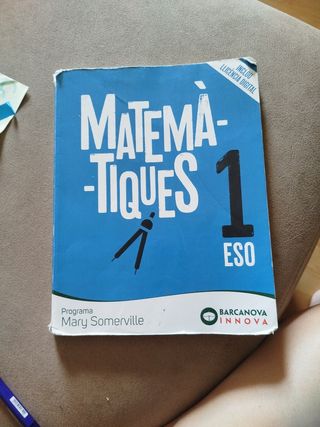 INCLOU
LLICÈNCIA DIGITAL
MATEMÀ-
-TIQUES
1
ESO
Programa
Mary Somerville
BARCANOVA
INNOVA